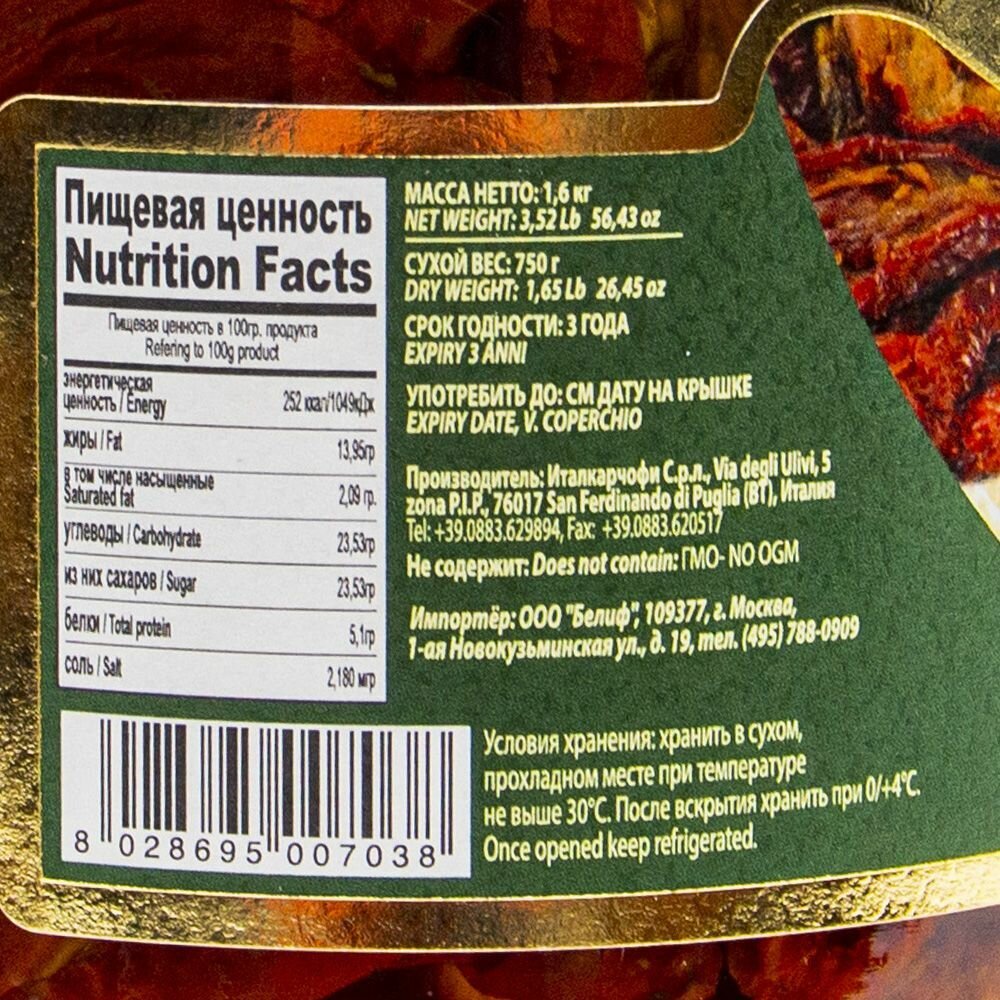 Пищевая ценность
Nutrition Facts
Пищевая ценность в 100гр. продукта
Refering to 100g product
энергетическая
ценность / Energy 252 ккал/1049кДж
жиры / Fat 13,95гр
в том числе насыщенные
Saturated fat 2,09 гр.
углеводы / Carbohydrate 23,53гр
из них сахаров / Sugar 23,53гр
белки / Total protein 5,1гр
соль / Salt 2,180 мгр
МАССА НЕТТО: 1,6 кг
NET WEIGHT: 3,52 Lb 56,43 oz
СУХОЙ ВЕС: 750 г
DRY WEIGHT: 1,65 Lb 26,45 oz
СРОК ГОДНОСТИ: 3 ГОДА
EXPIRY 3 ANNI
УПОТРЕБИТЬ ДО: СМ ДАТУ НА КРЫШКЕ
EXPIRY DATE, V. COPERCHIO
Производитель: Италкарчофи С.р.л., Via degli Ulivi, 5
zona P.I.P., 76017 San Ferdinando di Puglia (BT), Италия
Tel: +39.0883.629894, Fax: +39.0883.620517
Не содержит: Does not contain: ГМО- NO OGM
Импортёр: ООО "Белиф", 109377, г. Москва,
1-ая Новокузьминская ул., д. 19, тел. (495) 788-0909
Условия хранения: хранить в сухом,
прохладном месте при температуре
не выше 30°C. После вскрытия хранить при 0/+4°C.
Once opened keep refrigerated.
8 028695 007038